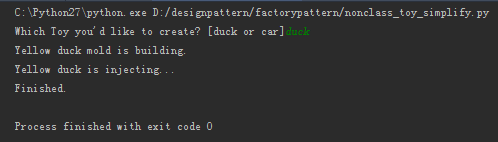 C:\Python27\python.exe D:/designpattern/factorypattern/nonclass_toy_simplify.py
Which Toy you'd like to create? [duck or car]duck
Yellow duck mold is building.
Yellow duck is injecting...
Finished.
Process finished with exit code 0